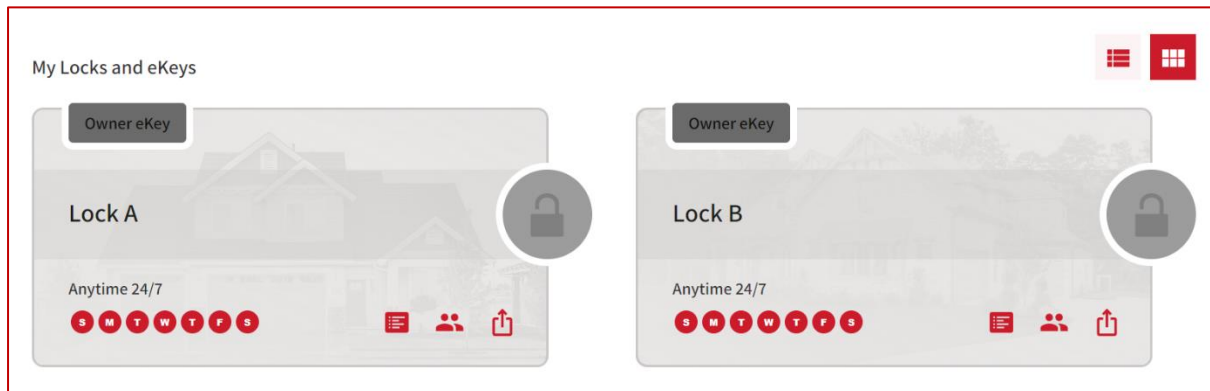 My Locks and eKeys
Owner eKey
Lock A
Anytime 24/7
S M T W T F S
Owner eKey
Lock B
Anytime 24/7
S M T W T F S